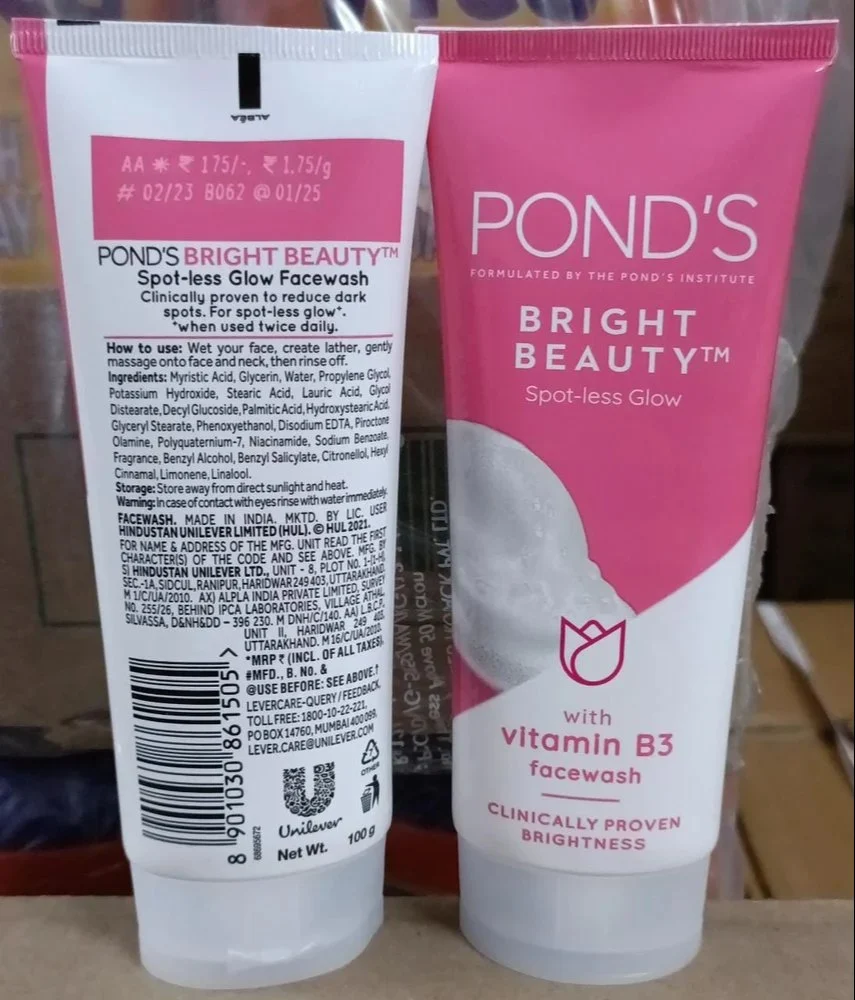 ALBÉA
AA * ₹ 175/-, ₹ 1.75/g
# 02/23 B062 @ 01/25
POND'S BRIGHT BEAUTY™
Spot-less Glow Facewash
Clinically proven to reduce dark
spots. For spot-less glow⁺.
⁺when used twice daily.
How to use: Wet your face, create lather, gently
massage onto face and neck, then rinse off.
Ingredients: Myristic Acid, Glycerin, Water, Propylene Glycol,
Potassium Hydroxide, Stearic Acid, Lauric Acid, Glycol
Distearate, Decyl Glucoside, Palmitic Acid, Hydroxystearic Acid,
Glyceryl Stearate, Phenoxyethanol, Disodium EDTA, Piroctone
Olamine, Polyquaternium-7, Niacinamide, Sodium Benzoate,
Fragrance, Benzyl Alcohol, Benzyl Salicylate, Citronellol, Hexyl
Cinnamal, Limonene, Linalool.
Storage: Store away from direct sunlight and heat.
Warning: In case of contact with eyes rinse with water immediately.
FACEWASH. MADE IN INDIA. MKTD. BY LIC. USER
HINDUSTAN UNILEVER LIMITED (HUL). © HUL 2021.
FOR NAME & ADDRESS OF THE MFG. UNIT READ THE FIRST
CHARACTER(S) OF THE CODE AND SEE ABOVE. MFG. BY
S) HINDUSTAN UNILEVER LTD., UNIT - 8, PLOT NO. 1-(1-H),
SEC.-1A, SIDCUL, RANIPUR, HARIDWAR 249 403, UTTARAKHAND.
M 1/C/UA/2010. AX) ALPLA INDIA PRIVATE LIMITED, SURVEY
NO. 255/26, BEHIND IPCA LABORATORIES, VILLAGE ATHAL,
SILVASSA, D&NH&DD – 396 230. M DNH/C/140. AA) L.B.C.P.,
UNIT II, HARIDWAR 249 403,
UTTARAKHAND. M 16/C/UA/2010.
*MRP ₹ (INCL. OF ALL TAXES),
#MFD., B. NO. &
@USE BEFORE: SEE ABOVE.↑
LEVERCARE-QUERY / FEEDBACK,
TOLL FREE: 1800-10-22-221,
PO BOX 14760, MUMBAI 400 099,
LEVER.CARE@UNILEVER.COM
8 901030 861505 >
68695672
OTHER
Unilever
Net Wt. 100 g
POND'S
FORMULATED BY THE POND'S INSTITUTE
BRIGHT
BEAUTY™
Spot-less Glow
with
vitamin B3
facewash
CLINICALLY PROVEN
BRIGHTNESS